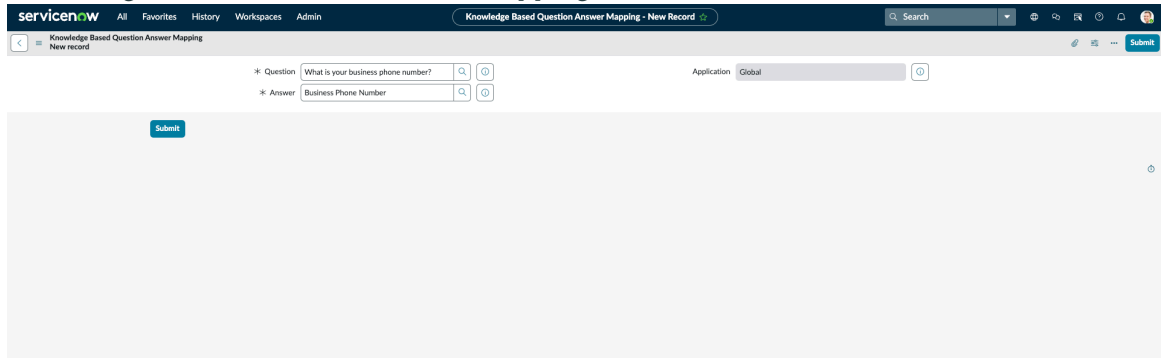 servicenow All Favorites History Workspaces Admin Knowledge Based Question Answer Mapping - New Record Search
Knowledge Based Question Answer Mapping
New record
Submit
Question What is your business phone number? Application Global
Answer Business Phone Number
Submit